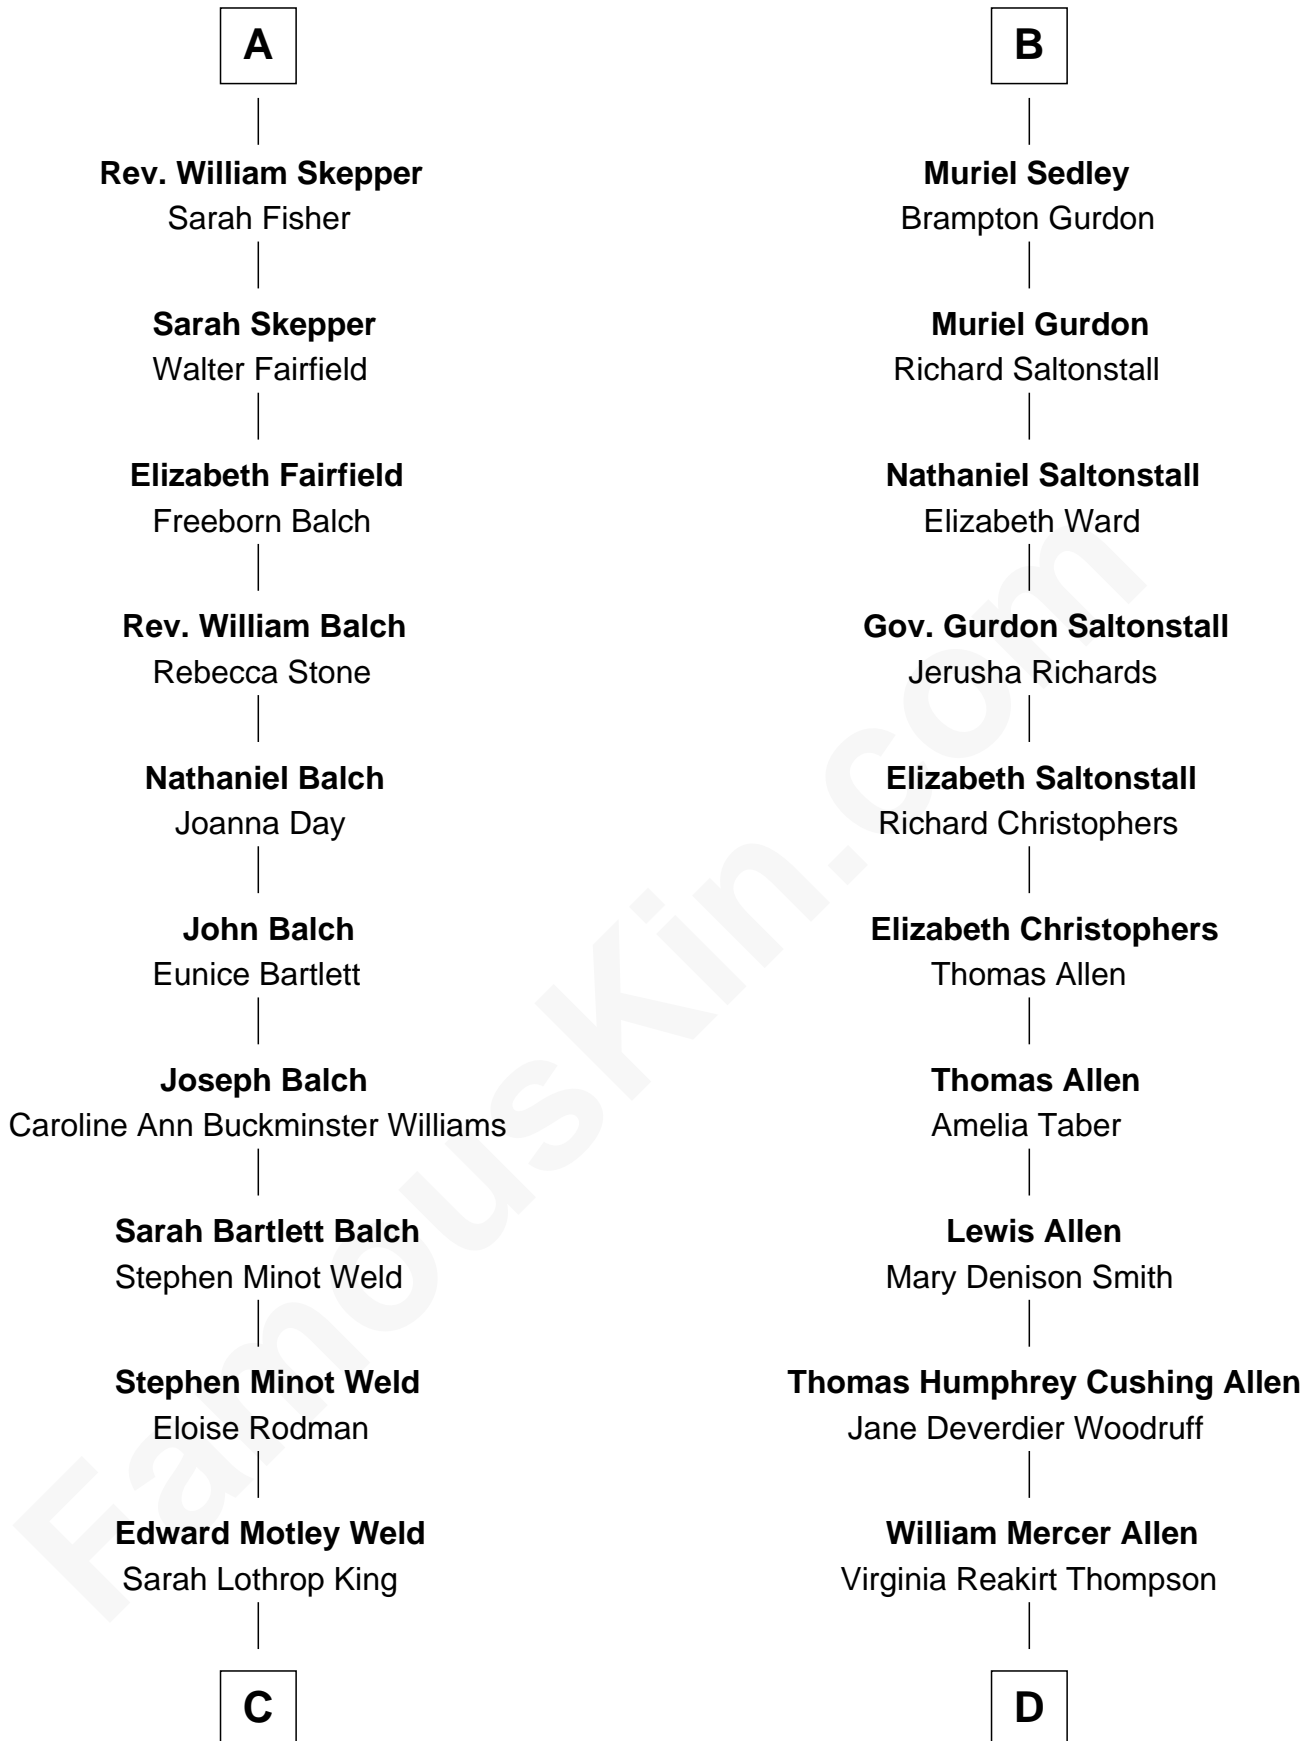 A
Rev. William Skepper
Sarah Fisher
Sarah Skepper
Walter Fairfield
Elizabeth Fairfield
Freeborn Balch
Rev. William Balch
Rebecca Stone
Nathaniel Balch
Joanna Day
John Balch
Eunice Bartlett
Joseph Balch
Caroline Ann Buckminster Williams
Sarah Bartlett Balch
Stephen Minot Weld
Stephen Minot Weld
Eloise Rodman
Edward Motley Weld
Sarah Lothrop King
C
B
Muriel Sedley
Brampton Gurdon
Muriel Gurdon
Richard Saltonstall
Nathaniel Saltonstall
Elizabeth Ward
Gov. Gurdon Saltonstall
Jerusha Richards
Elizabeth Saltonstall
Richard Christophers
Elizabeth Christophers
Thomas Allen
Thomas Allen
Amelia Taber
Lewis Allen
Mary Denison Smith
Thomas Humphrey Cushing Allen
Jane Deverdier Woodruff
William Mercer Allen
Virginia Reakirt Thompson
D
FamousKin.com